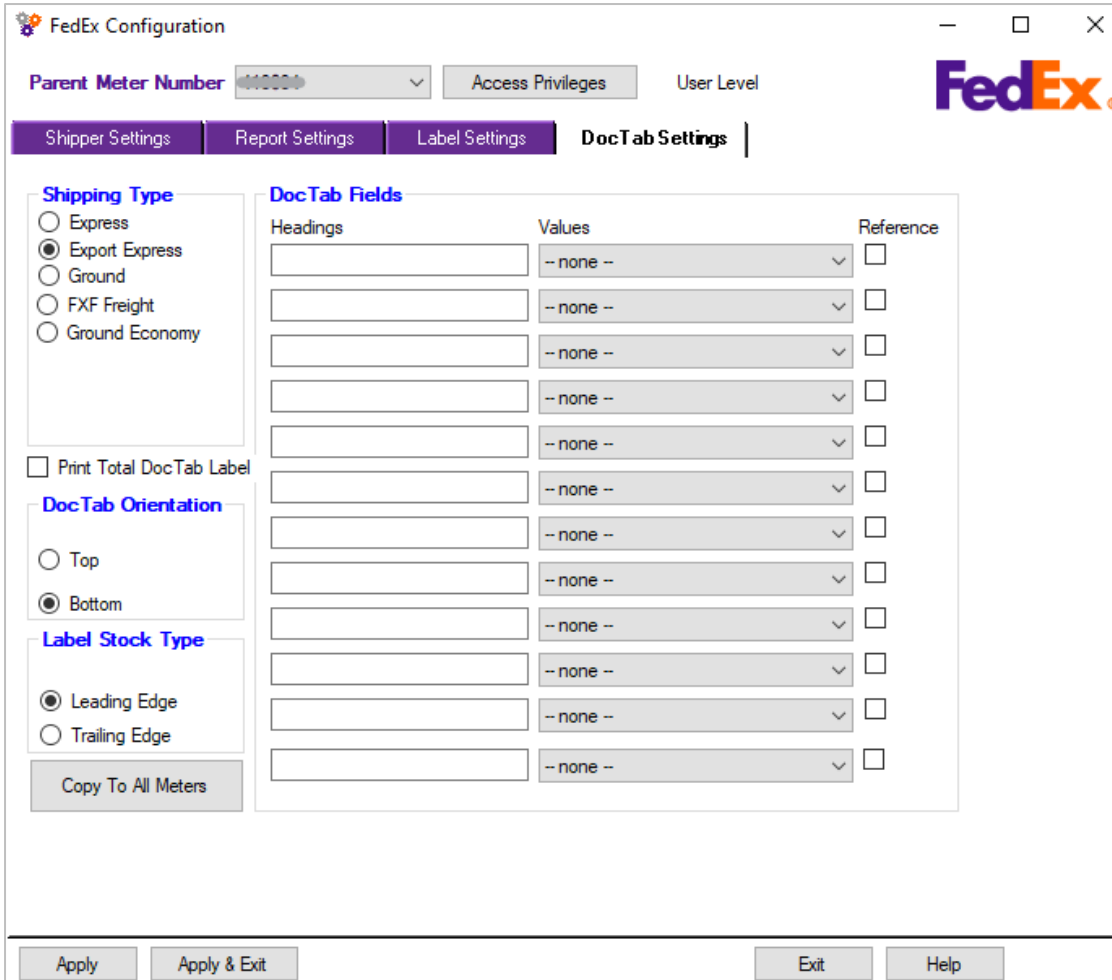 FedEx Configuration
Parent Meter Number Access Privileges User Level FedEx
Shipper Settings Report Settings Label Settings DocTab Settings
Shipping Type
Express
Export Express
Ground
FXF Freight
Ground Economy
Print Total DocTab Label
DocTab Orientation
Top
Bottom
Label Stock Type
Leading Edge
Trailing Edge
Copy To All Meters
DocTab Fields
Headings Values Reference
-- none --
-- none --
-- none --
-- none --
-- none --
-- none --
-- none --
-- none --
-- none --
-- none --
-- none --
-- none --
Apply Apply & Exit Exit Help